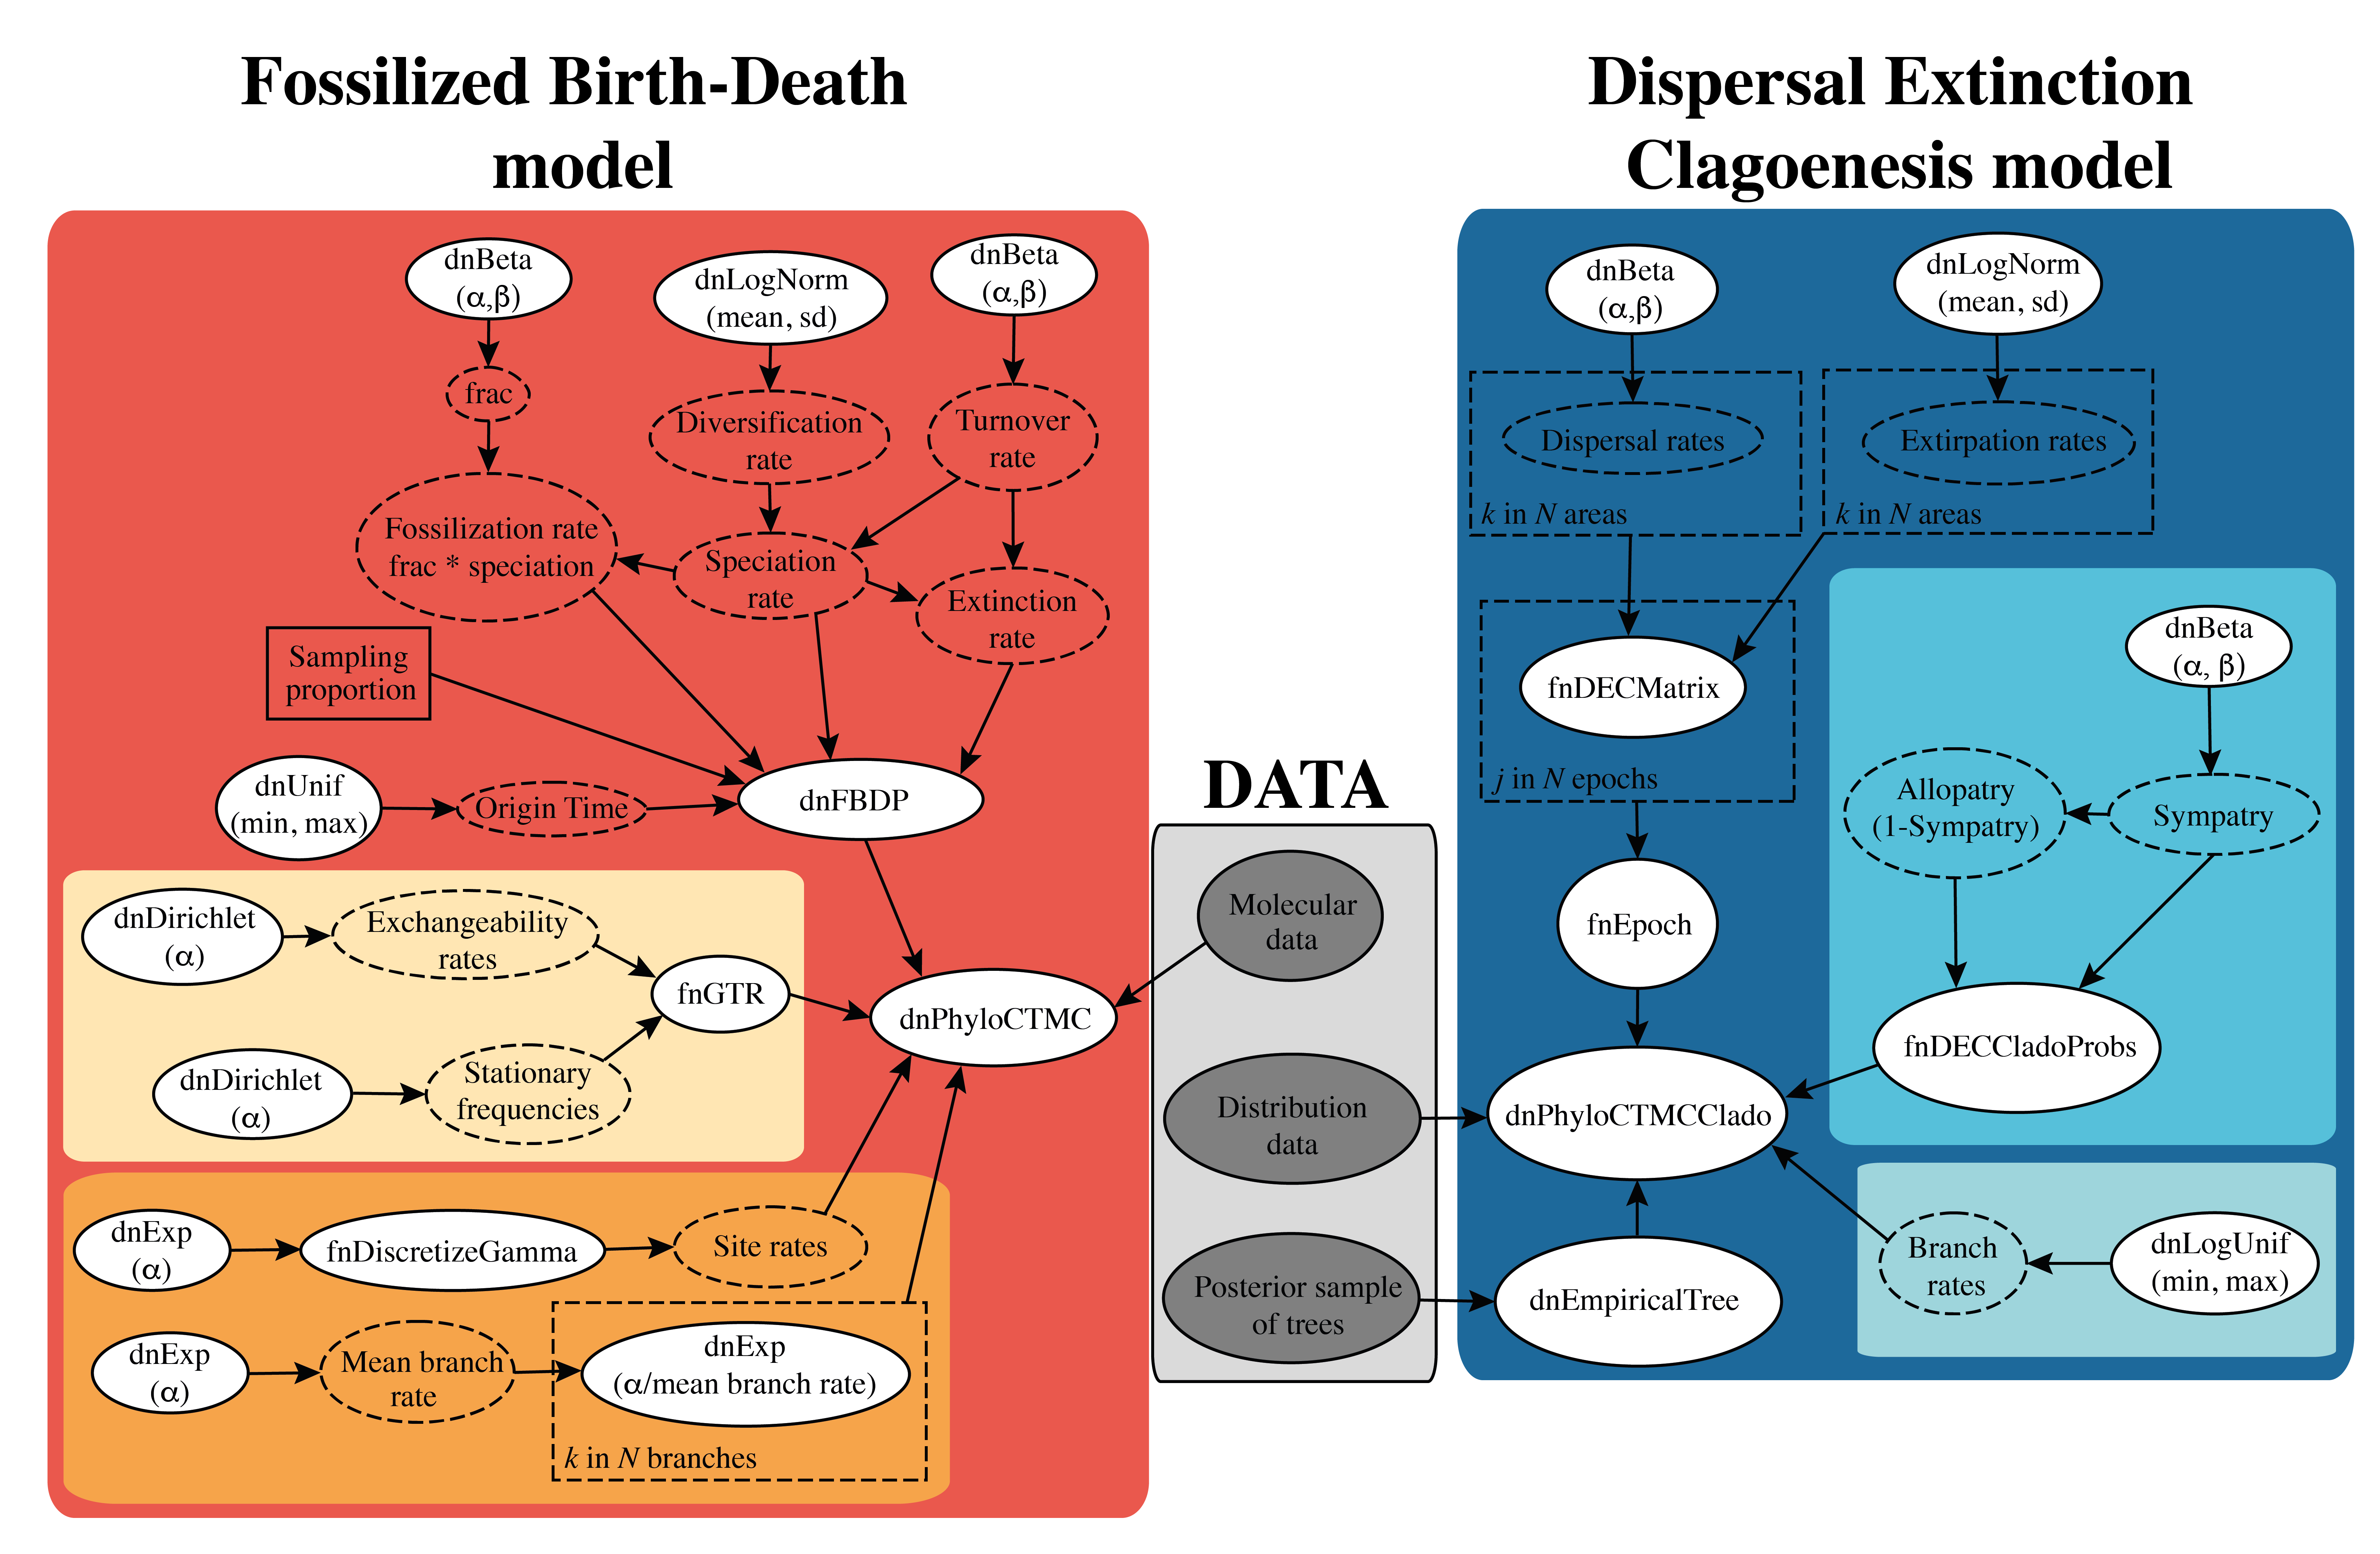 Fossilized Birth-Death
model
dnBeta
(α,β)
dnLogNorm
(mean, sd)
dnBeta
(α,β)
frac
Diversification
rate
Turnover
rate
Fossilization rate
frac * speciation
Speciation
rate
Extinction
rate
Sampling
proportion
dnUnif
(min, max)
Origin Time
dnFBDP
dnDirichlet
(α)
Exchangeability
rates
fnGTR
dnPhyloCTMC
dnDirichlet
(α)
Stationary
frequencies
dnExp
(α)
fnDiscretizeGamma
Site rates
dnExp
(α)
Mean branch
rate
dnExp
(α/mean branch rate)
k in N branches
DATA
Molecular
data
Distribution
data
Posterior sample
of trees
Dispersal Extinction
Clagoenesis model
dnBeta
(α,β)
dnLogNorm
(mean, sd)
Dispersal rates
k in N areas
Extirpation rates
k in N areas
fnDECMatrix
j in N epochs
dnBeta
(α, β)
Allopatry
(1-Sympatry)
Sympatry
fnEpoch
fnDECCladoProbs
dnPhyloCTMCClado
dnEmpiricalTree
Branch
rates
dnLogUnif
(min, max)